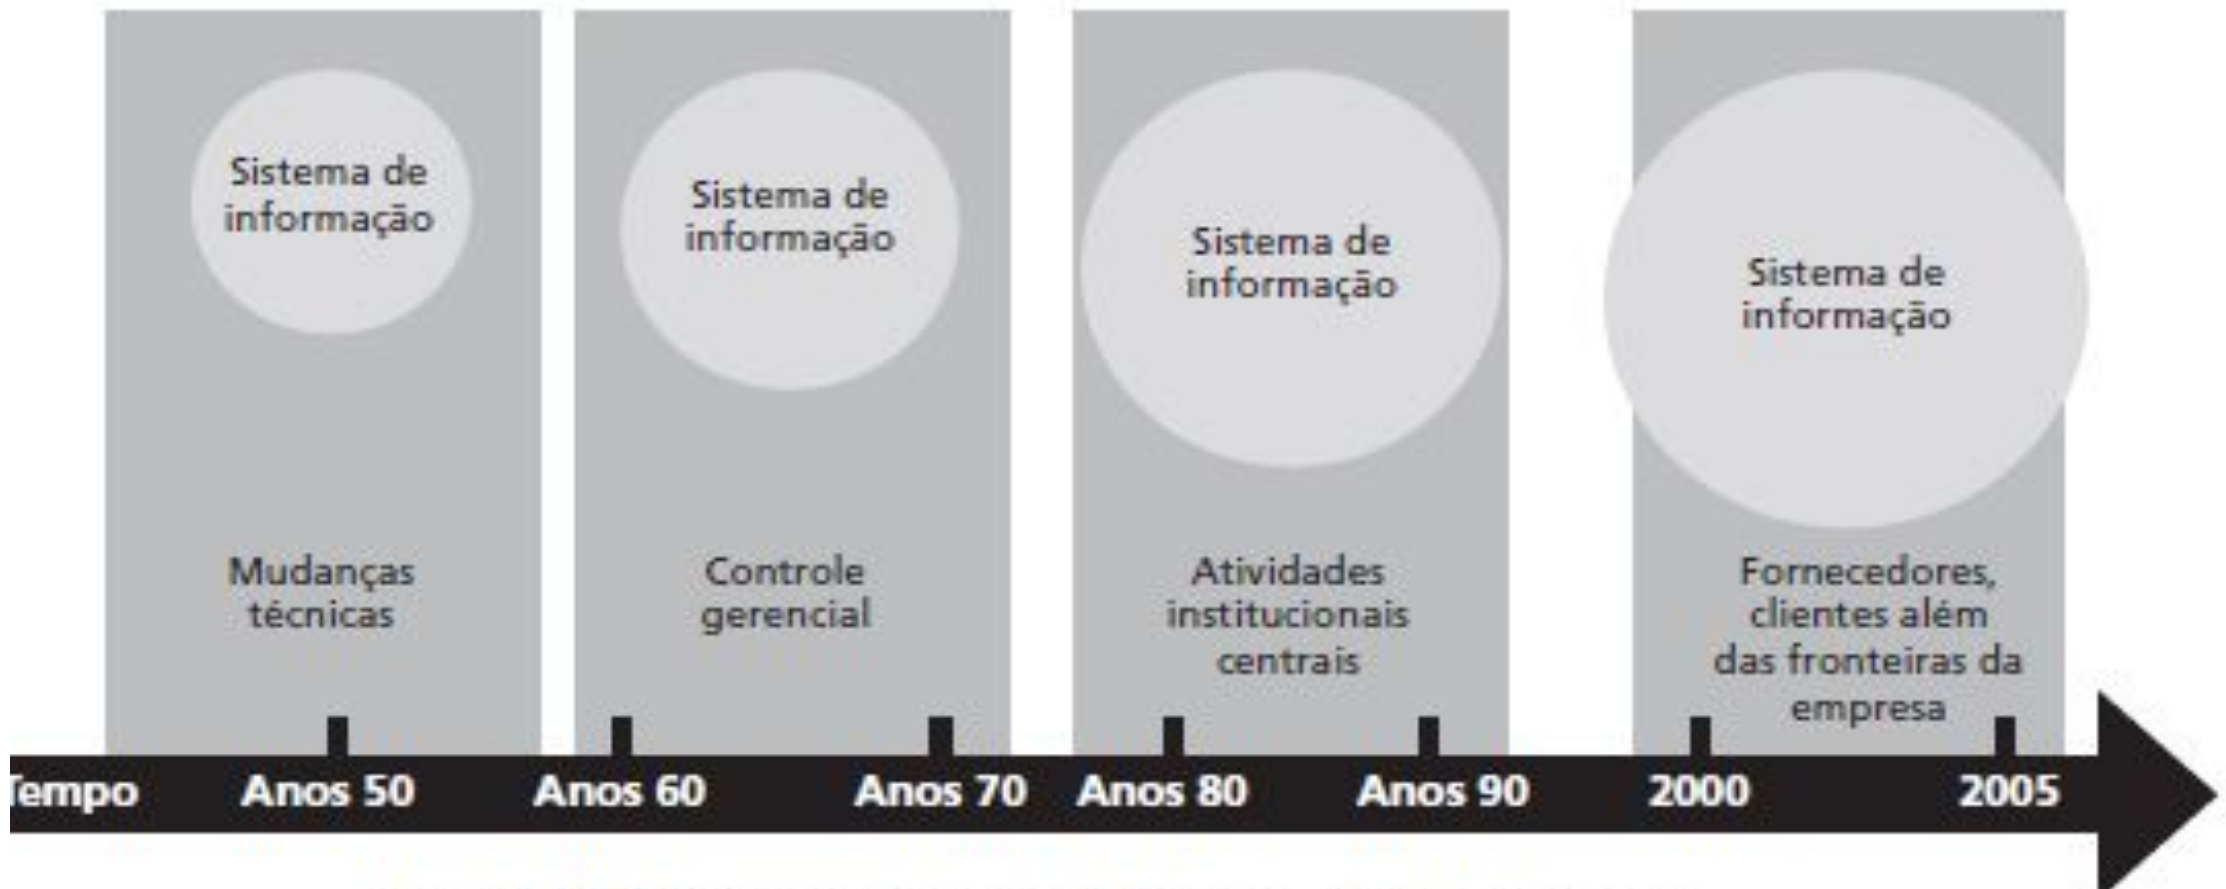 Sistema de
informação
Sistema de
informação
Sistema de
informação
Sistema de
informação
Mudanças
técnicas
Controle
gerencial
Atividades
institucionais
centrais
Fornecedores,
clientes além
das fronteiras da
empresa
Tempo Anos 50 Anos 60 Anos 70 Anos 80 Anos 90 2000 2005